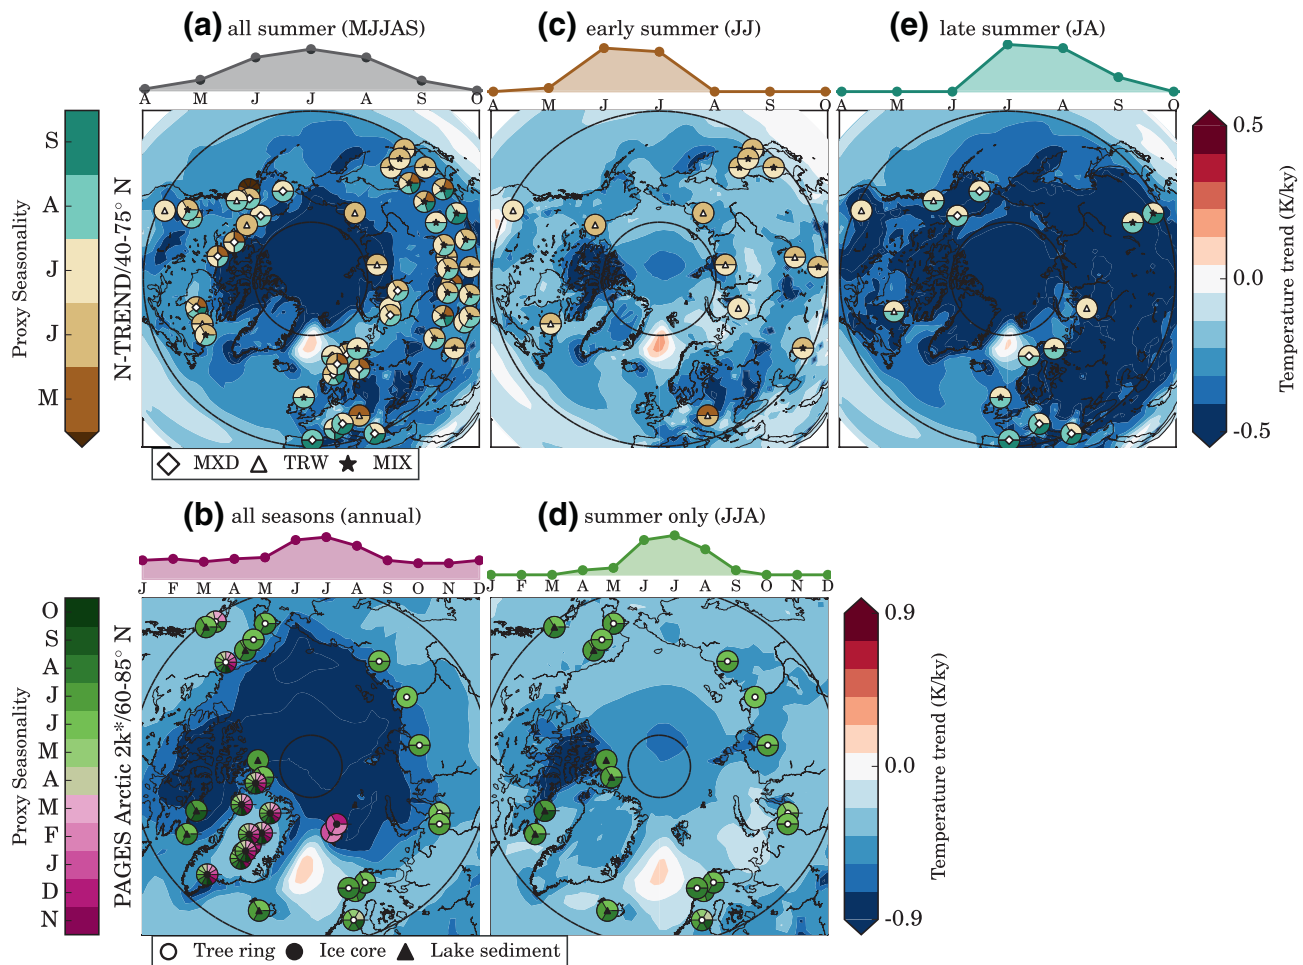 (a) all summer (MJJAS)
(c) early summer (JJ)
(e) late summer (JA)
A M J J A S O
A M J J A S O
A M J J A S O
Proxy Seasonality
S
A
J
J
M
N-TREND/40-75° N
0.5
0.0
-0.5
Temperature trend (K/ky)
MXD TRW MIX
(b) all seasons (annual)
(d) summer only (JJA)
J F M A M J J A S O N D
J F M A M J J A S O N D
Proxy Seasonality
O
S
A
J
J
M
A
M
F
J
D
N
PAGES Arctic 2k*/60-85° N
0.9
0.0
-0.9
Temperature trend (K/ky)
Tree ring Ice core Lake sediment